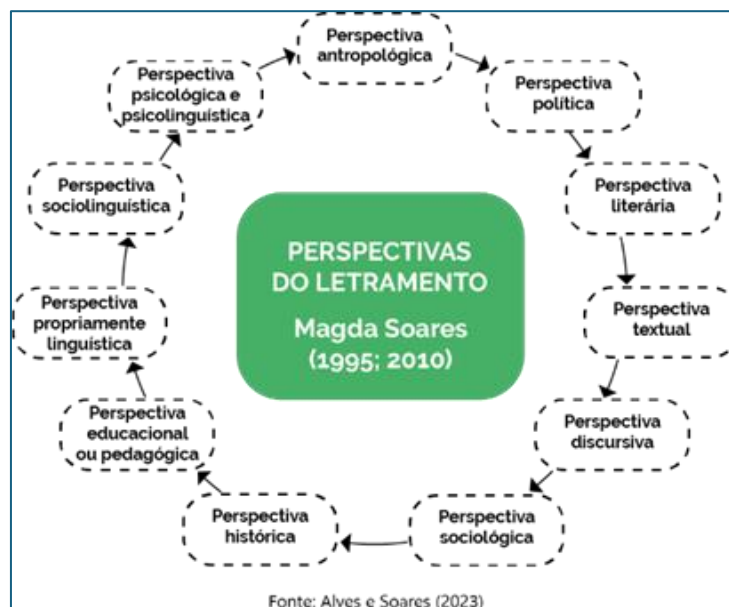 Perspectiva
antropológica
Perspectiva
política
Perspectiva
literária
Perspectiva
textual
Perspectiva
discursiva
Perspectiva
sociológica
Perspectiva
histórica
Perspectiva
educacional
ou pedagógica
Perspectiva
propriamente
linguística
Perspectiva
sociolinguística
Perspectiva
psicológica e
psicolinguística
PERSPECTIVAS
DO LETRAMENTO
Magda Soares
(1995; 2010)
Fonte: Alves e Soares (2023)